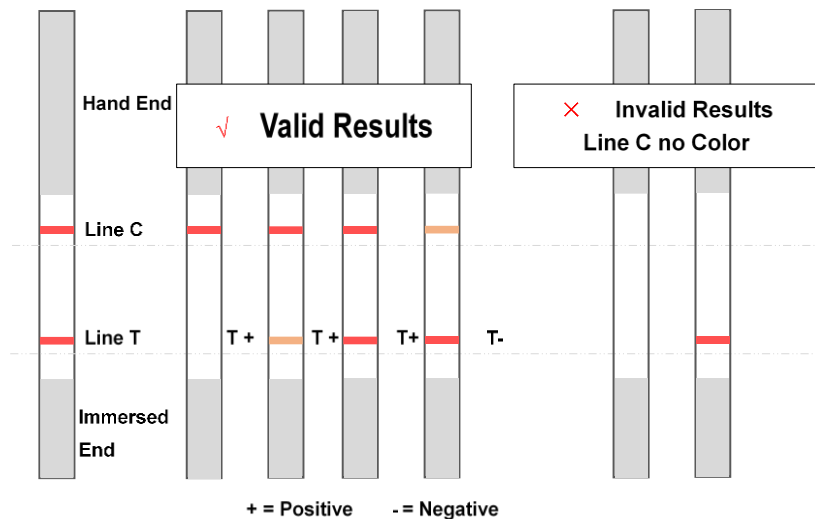 Hand End
√ Valid Results
× Invalid Results
Line C no Color
Line C
Line T
T +
T +
T+
T-
Immersed
End
+ = Positive - = Negative